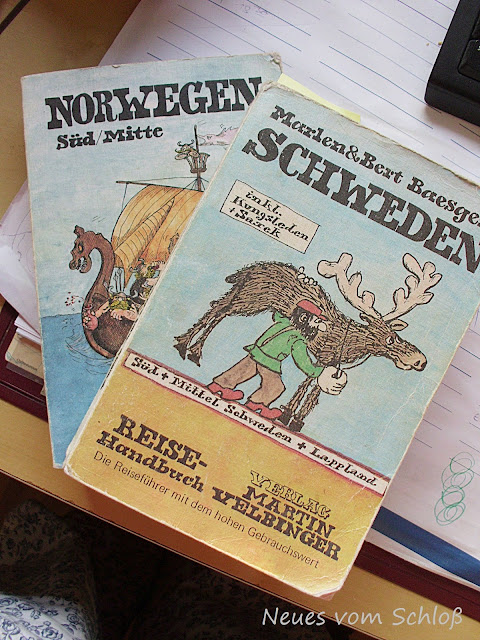 NORWEGEN
Süd/Mitte
Marlen & Bert Baesge
SCHWEDEN
inkl.
Kungsleden
+ Sarek
Süd + Mittel Schweden + Lappland
REISE-
Handbuch
VERLAG
MARTIN
VELBINGER
Die Reiseführer mit dem hohen Gebrauchswert
Neues vom Schloß